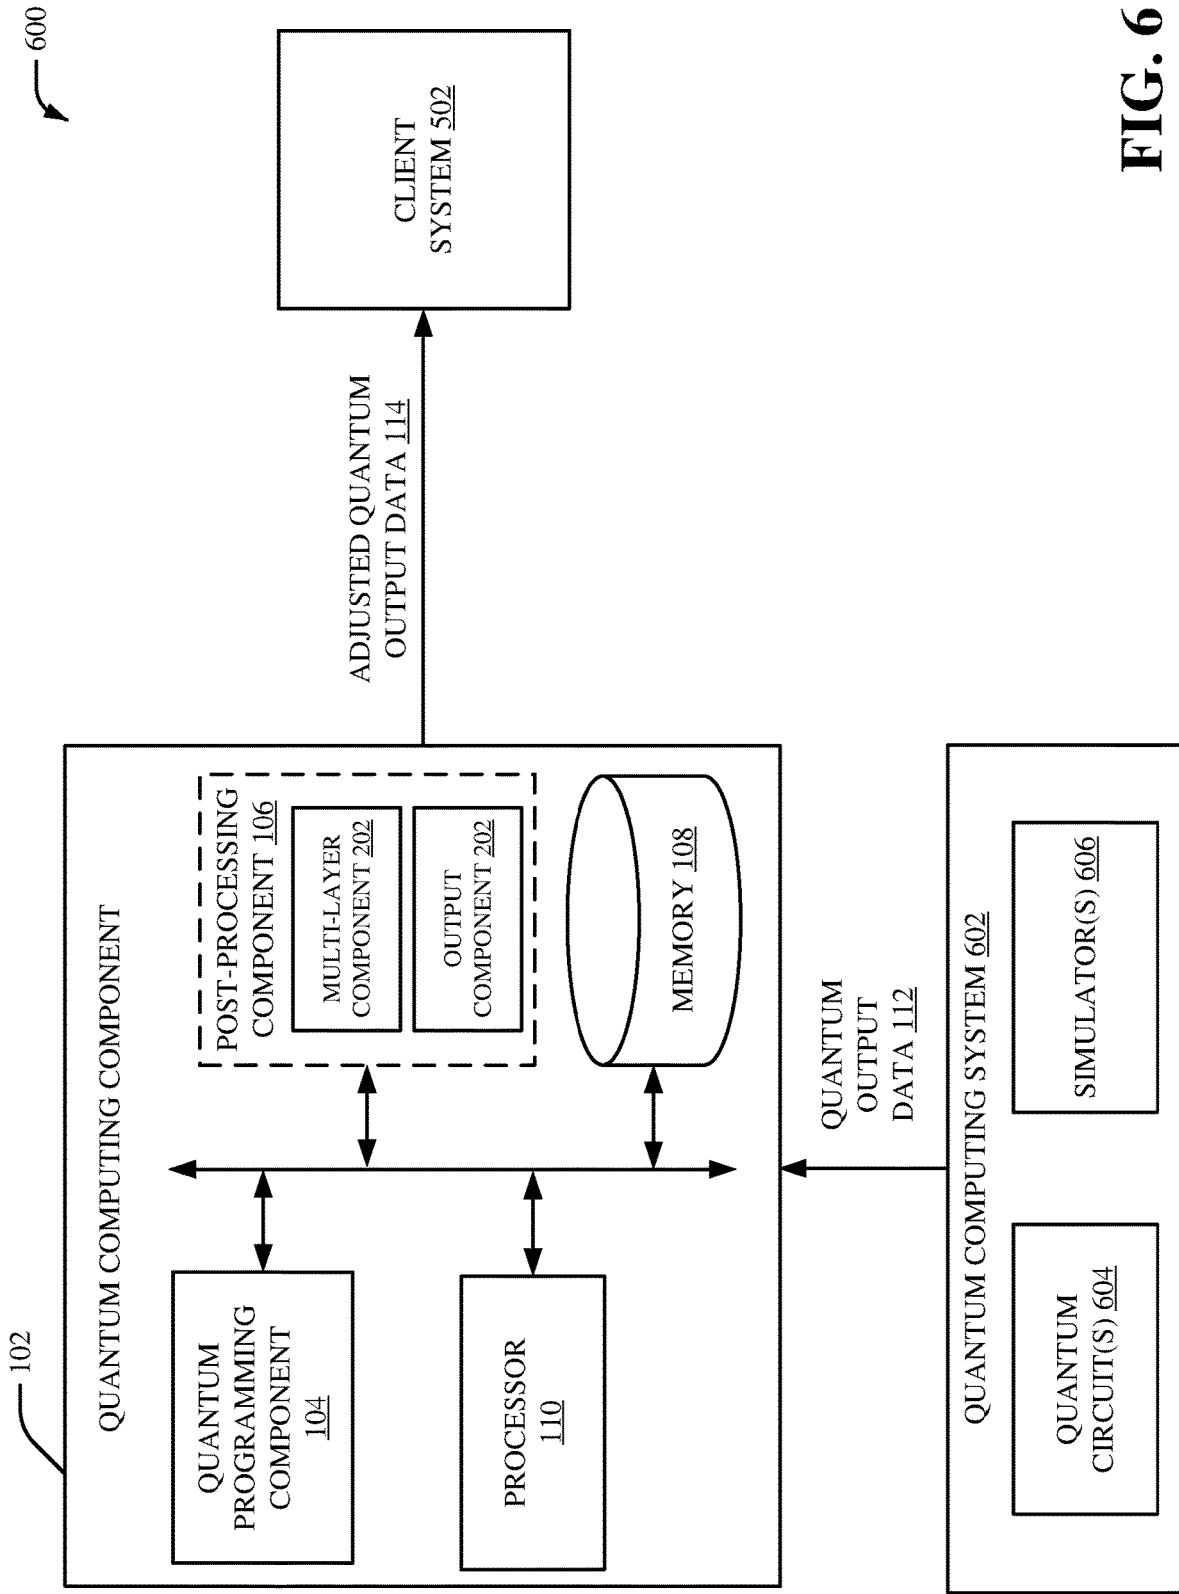 600
102
QUANTUM COMPUTING COMPONENT
QUANTUM
PROGRAMMING
COMPONENT
104
POST-PROCESSING
COMPONENT 106
MULTI-LAYER
COMPONENT 202
OUTPUT
COMPONENT 202
PROCESSOR
110
MEMORY 108
ADJUSTED QUANTUM
OUTPUT DATA 114
CLIENT
SYSTEM 502
QUANTUM
OUTPUT
DATA 112
QUANTUM COMPUTING SYSTEM 602
QUANTUM
CIRCUIT(S) 604
SIMULATOR(S) 606
FIG. 6